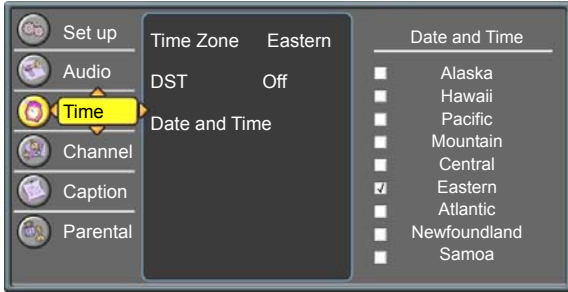 Set up
Audio
Time
Channel
Caption
Parental
Time Zone Eastern
DST Off
Date and Time
Date and Time
Alaska
Hawaii
Pacific
Mountain
Central
Eastern
Atlantic
Newfoundland
Samoa